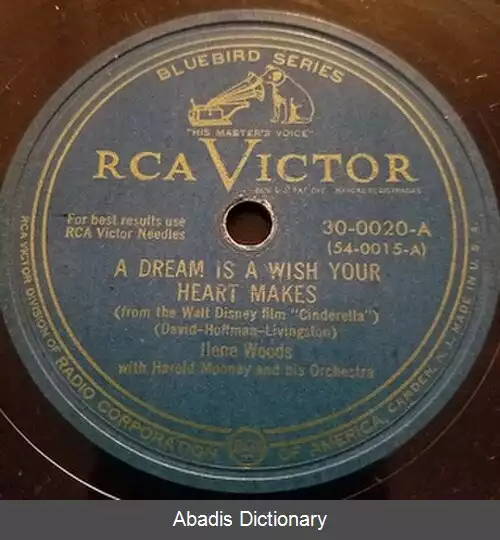 BLUEBIRD SERIES
"HIS MASTER'S VOICE"
RCA VICTOR
For best results use
RCA Victor Needles
30-0020-A
(54-0015-A)
A DREAM IS A WISH YOUR
HEART MAKES
(from the Walt Disney film "Cinderella")
(David-Hoffman-Livingston)
Ilene Woods
with Harold Mooney and his Orchestra
RCA VICTOR DIVISION OF RADIO CORPORATION OF AMERICA, CAMDEN, N. J. MADE IN U. S. A.
Abadis Dictionary